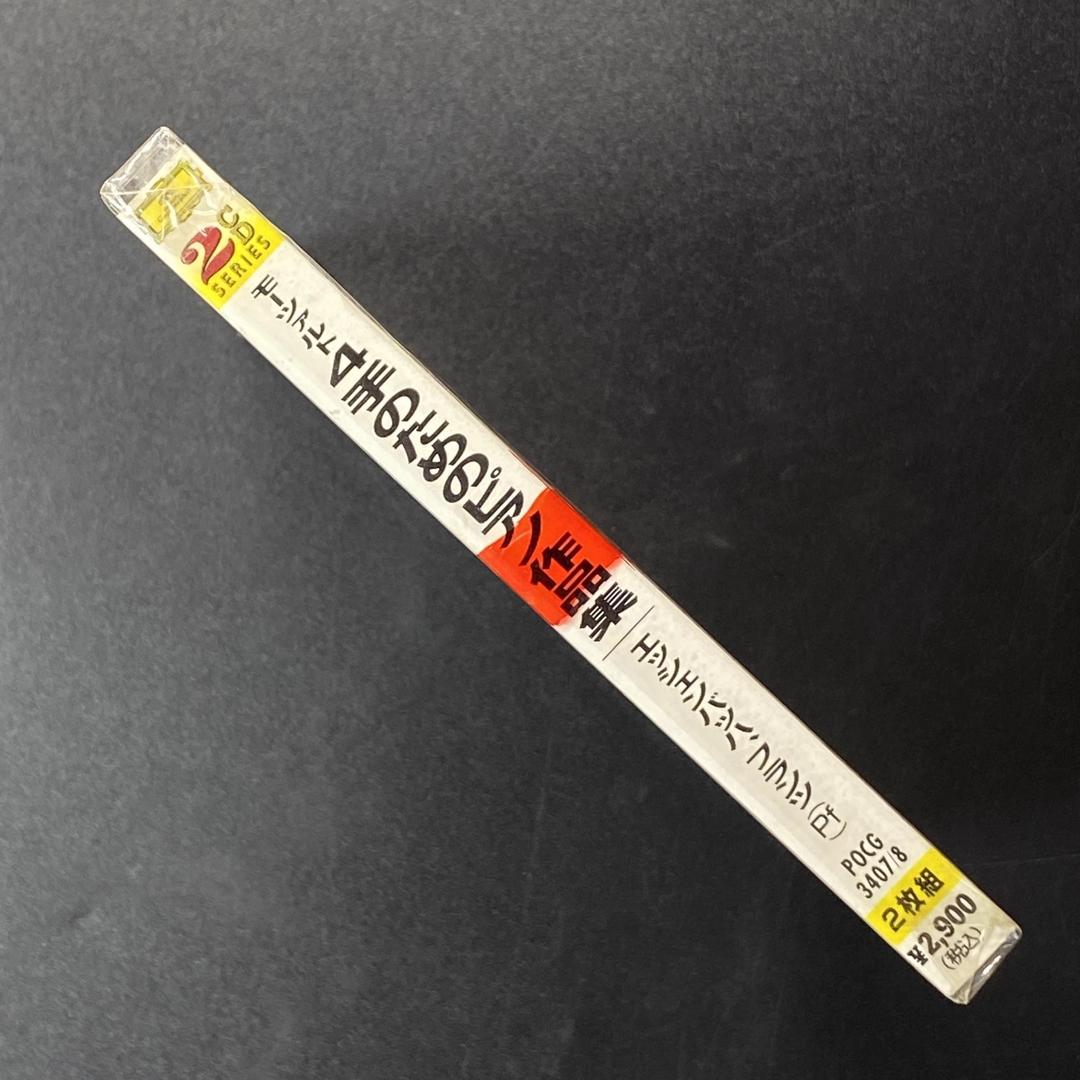 2CD
SERIES
モーツァルト
4手のためのピアノ作品集
エッシェンバッハ、フランツ(Pf)
POCG
3407/8
2枚組
¥2,900
(税込)